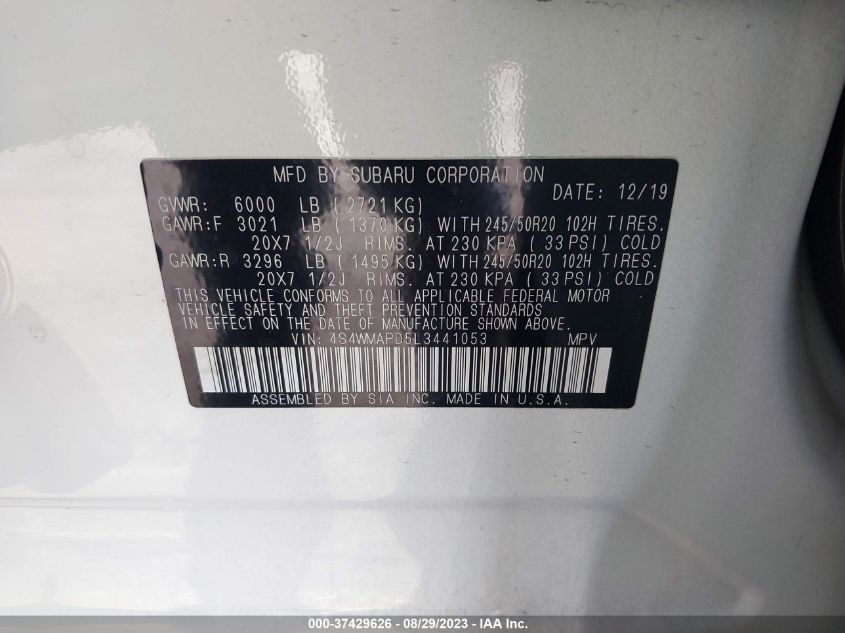 MFD BY SUBARU CORPORATION
DATE: 12/19
GVWR: 6000 LB ( 2721 KG)
GAWR:F 3021 LB ( 1370 KG) WITH 245/50R20 102H TIRES.
20X7 1/2J RIMS. AT 230 KPA ( 33 PSI) COLD
GAWR:R 3296 LB ( 1495 KG) WITH 245/50R20 102H TIRES.
20X7 1/2J RIMS. AT 230 KPA ( 33 PSI) COLD
THIS VEHICLE CONFORMS TO ALL APPLICABLE FEDERAL MOTOR
VEHICLE SAFETY AND THEFT PREVENTION STANDARDS
IN EFFECT ON THE DATE OF MANUFACTURE SHOWN ABOVE.
VIN: 4S4WMAPD5L3441053 MPV
ASSEMBLED BY SIA INC. MADE IN U.S.A.
000-37429626 - 08/29/2023 - IAA Inc.